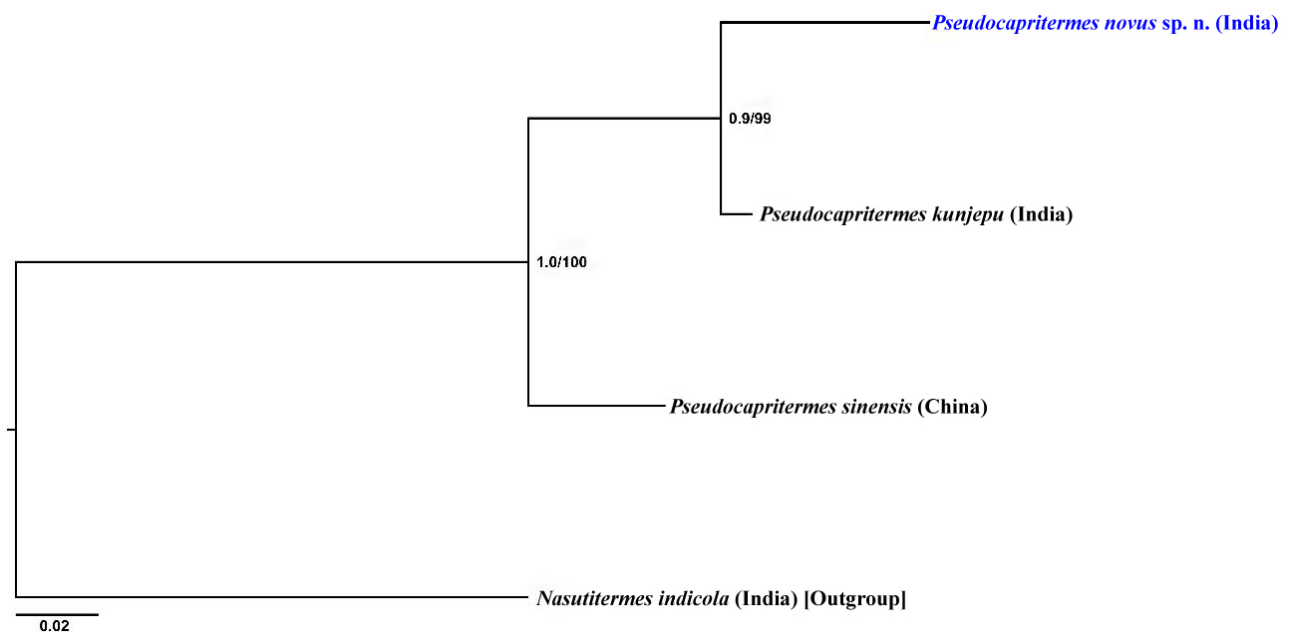 Pseudocapritermes novus sp. n. (India)
0.9/99
Pseudocapritermes kunjepu (India)
1.0/100
Pseudocapritermes sinensis (China)
Nasutitermes indicola (India) [Outgroup]
0.02